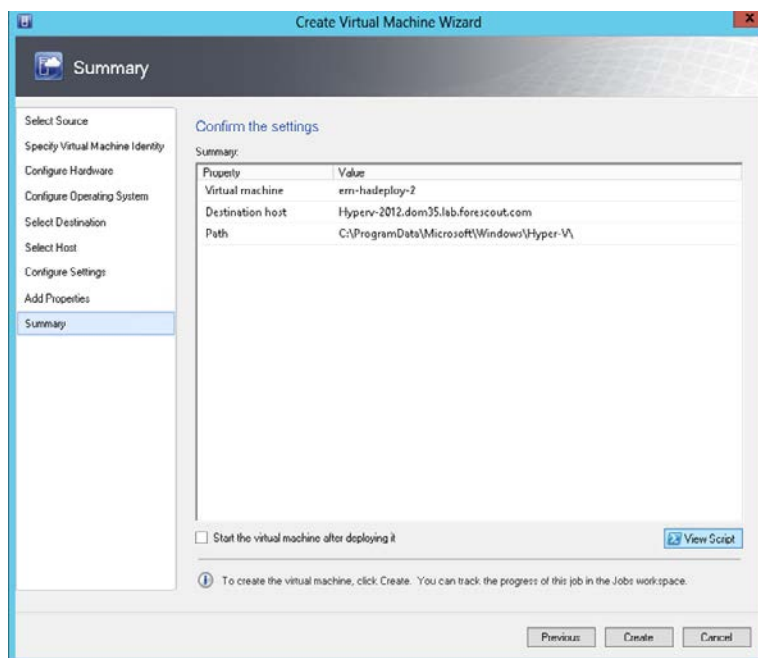 Create Virtual Machine Wizard
x
Summary
Select Source
Specify Virtual Machine Identity
Configure Hardware
Configure Operating System
Select Destination
Select Host
Configure Settings
Add Properties
Summary
Confirm the settings
Summary:
Property Value
Virtual machine em-hadeploy-2
Destination host Hyperv-2012.dom35.lab.forescout.com
Path C:\ProgramData\Microsoft\Windows\Hyper-V\
Start the virtual machine after deploying it
View Script
To create the virtual machine, click Create. You can track the progress of this job in the Jobs workspace.
Previous Create Cancel